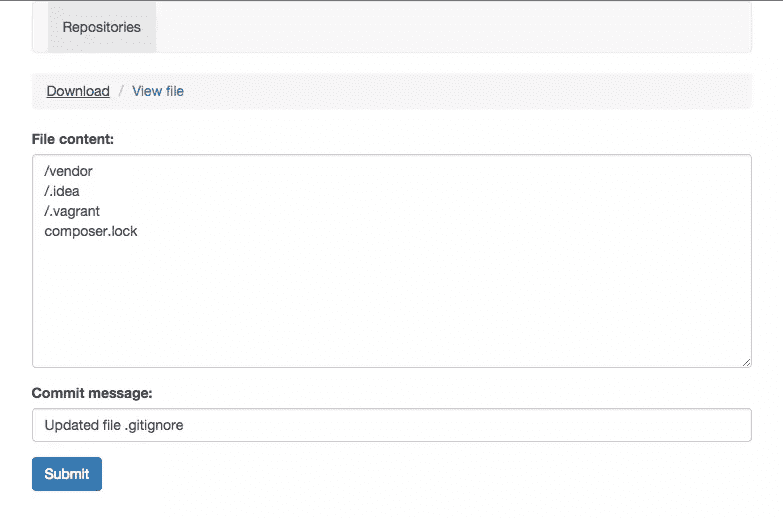 Repositories
Download / View file
File content:
/vendor
/.idea
/.vagrant
composer.lock
Commit message:
Updated file .gitignore
Submit